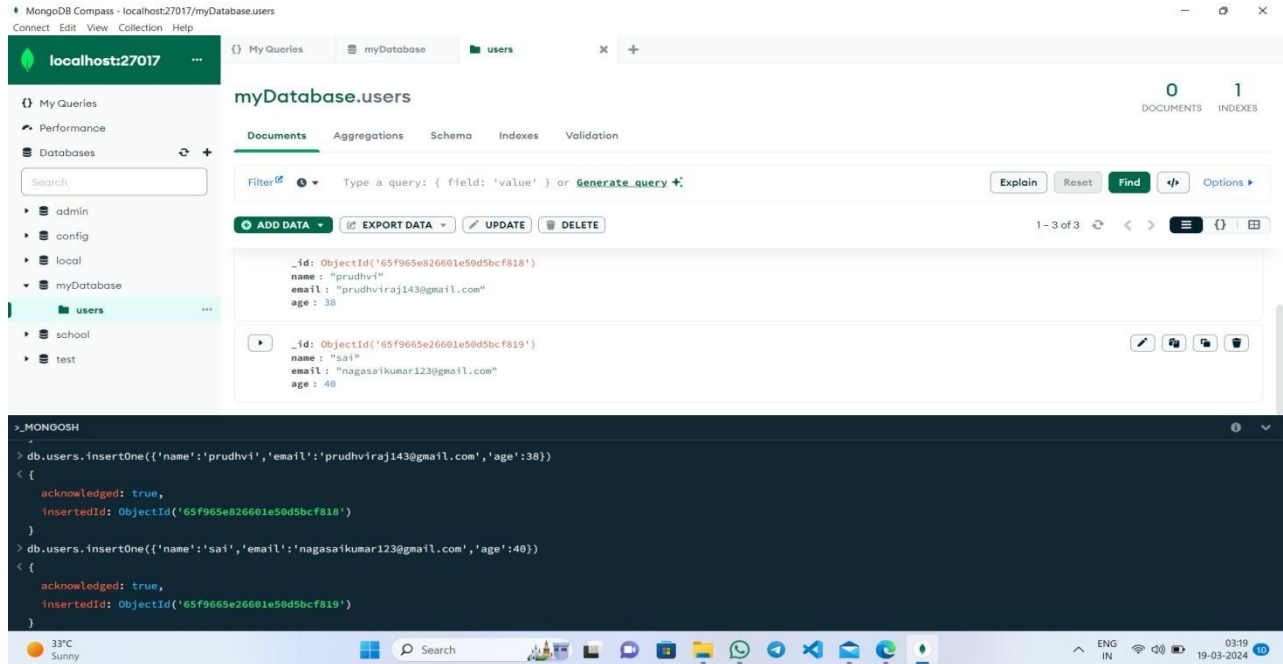 MongoDB Compass - localhost:27017/myDatabase.users
Connect Edit View Collection Help
localhost:27017 ...
{} My Queries
myDatabase
users
My Queries
Performance
Databases
Search
admin
config
local
myDatabase
users ...
school
test
myDatabase.users
0 DOCUMENTS
1 INDEXES
Documents Aggregations Schema Indexes Validation
Filter Type a query: { field: 'value' } or Generate query Explain Reset Find </> Options
ADD DATA EXPORT DATA UPDATE DELETE 1 – 3 of 3 {}
_id: ObjectId('65f965e826601e50d5bcf818')
name : "prudhvi"
email : "prudhviraj143@gmail.com"
age : 38
_id: ObjectId('65f9665e26601e50d5bcf819')
name : "sai"
email : "nagasaikumar123@gmail.com"
age : 40
>_MONGOSH
> db.users.insertOne({'name':'prudhvi','email':'prudhviraj143@gmail.com','age':38})
< {
acknowledged: true,
insertedId: ObjectId('65f965e826601e50d5bcf818')
}
> db.users.insertOne({'name':'sai','email':'nagasaikumar123@gmail.com','age':40})
< {
acknowledged: true,
insertedId: ObjectId('65f9665e26601e50d5bcf819')
}
33°C
Sunny
Search
ENG
IN
03:19
19-03-2024
10